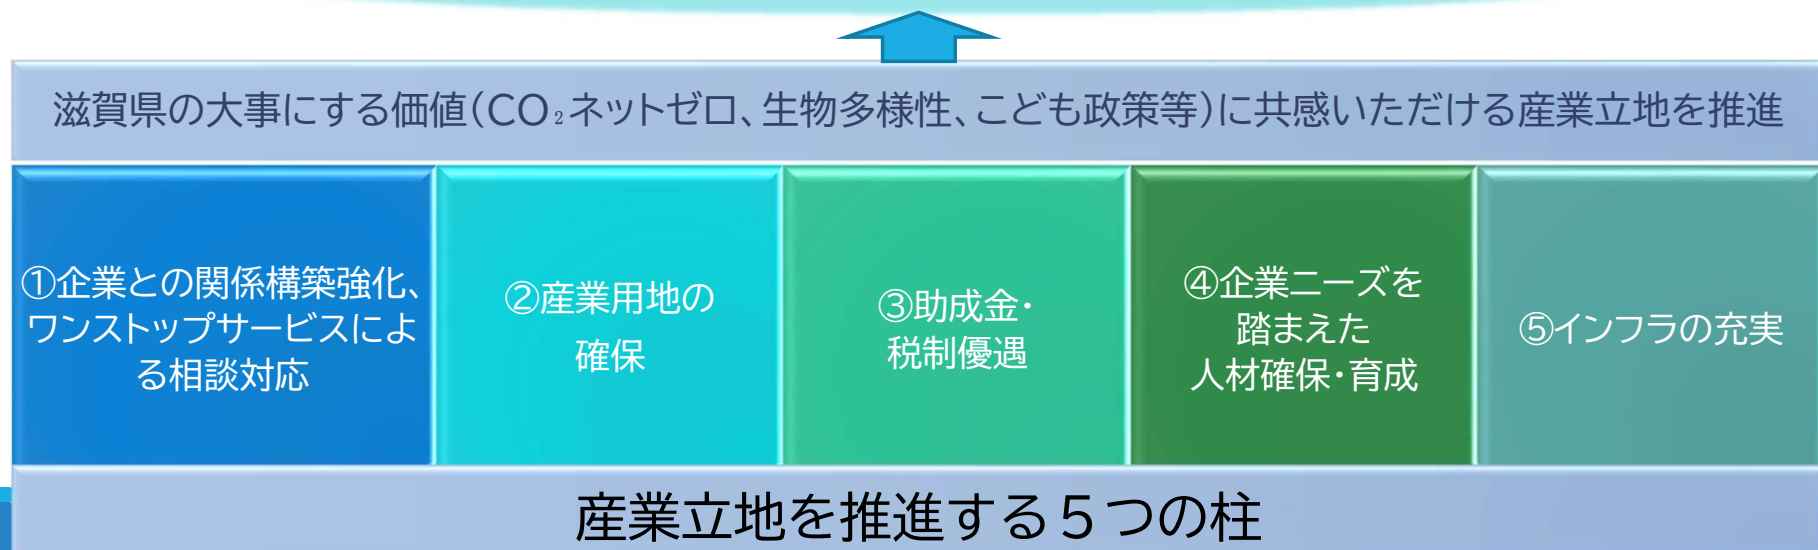 滋賀県の大事にする価値(CO₂ネットゼロ、生物多様性、こども政策等)に共感いただける産業立地を推進
①企業との関係構築強化、
ワンストップサービスによ
る相談対応
②産業用地の
確保
③助成金・
税制優遇
④企業ニーズを
踏まえた
人材確保・育成
⑤インフラの充実
産業立地を推進する５つの柱